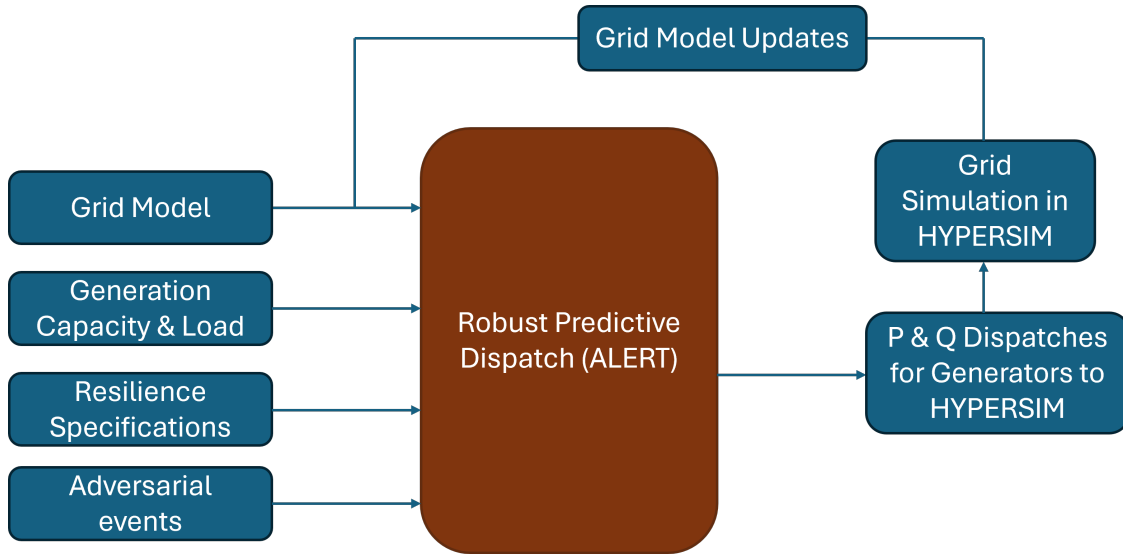 Grid Model Updates
Grid Model
Generation
Capacity & Load
Resilience
Specifications
Adversarial
events
Robust Predictive
Dispatch (ALERT)
Grid
Simulation in
HYPERSIM
P & Q Dispatches
for Generators to
HYPERSIM